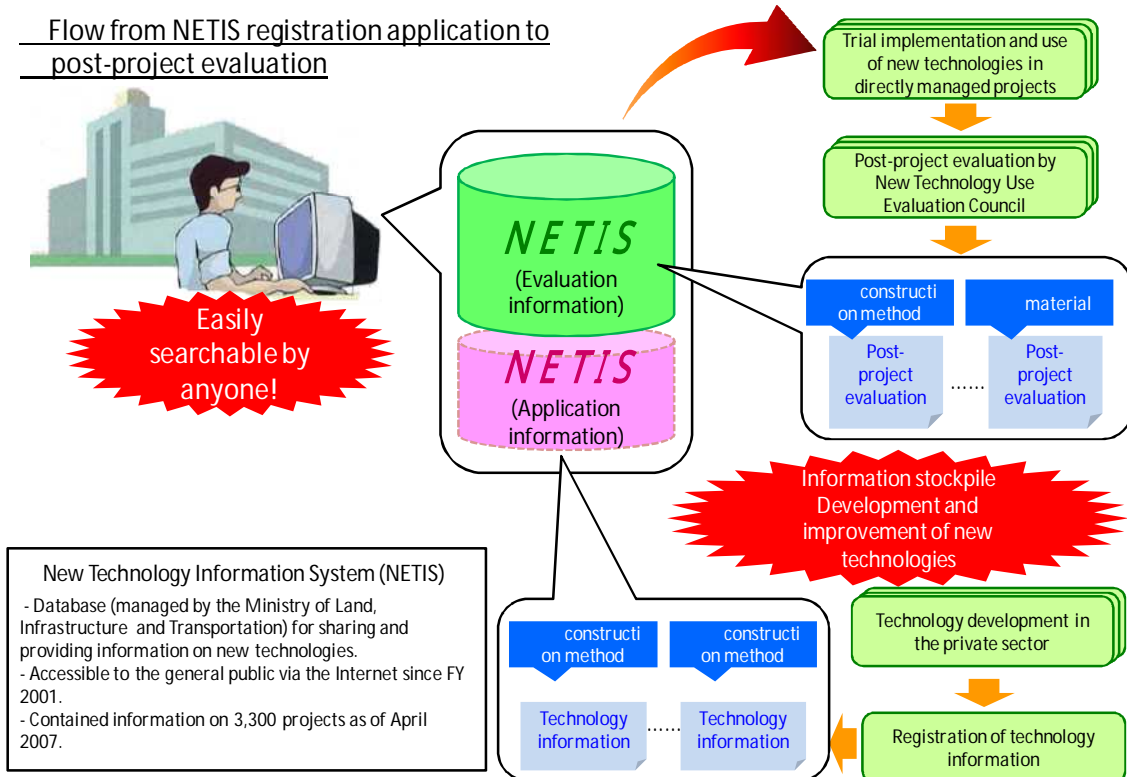 Flow from NETIS registration application to
post-project evaluation
Trial implementation and use
of new technologies in
directly managed projects
Post-project evaluation by
New Technology Use
Evaluation Council
NETIS
(Evaluation
information)
constructi
on method
material
Post-
project
evaluation
......
Post-
project
evaluation
Easily
searchable by
anyone!
NETIS
(Application
information)
Information stockpile
Development and
improvement of new
technologies
New Technology Information System (NETIS)
- Database (managed by the Ministry of Land,
Infrastructure and Transportation) for sharing and
providing information on new technologies.
- Accessible to the general public via the Internet since FY
2001.
- Contained information on 3,300 projects as of April
2007.
constructi
on method
constructi
on method
Technology
information
......
Technology
information
Technology development in
the private sector
Registration of technology
information